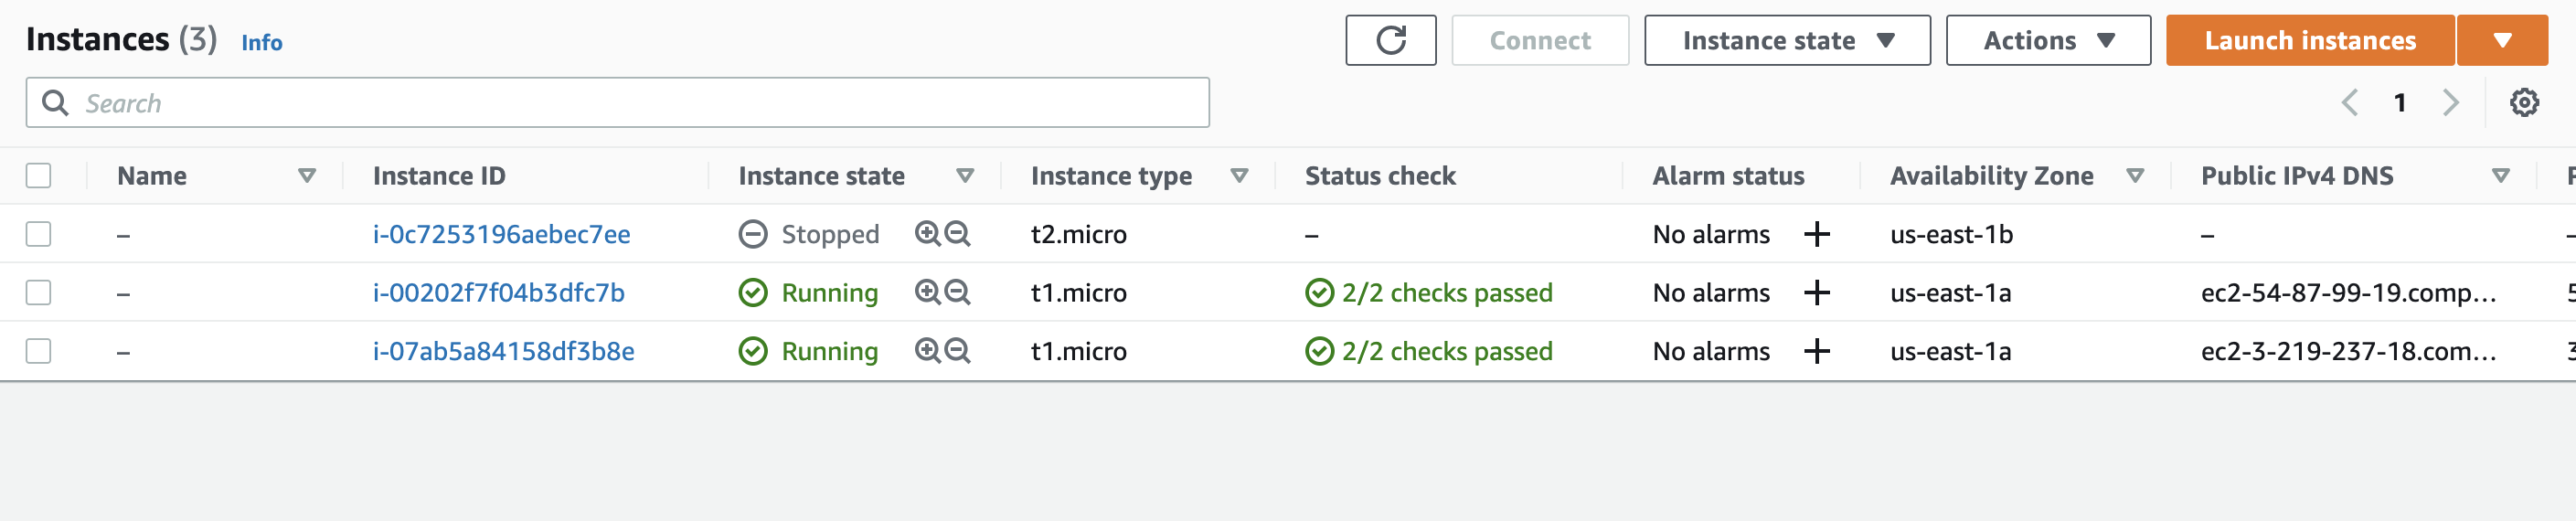 Instances (3) Info Connect Instance state Actions Launch instances
Search 1
Name Instance ID Instance state Instance type Status check Alarm status Availability Zone Public IPv4 DNS
– i-0c7253196aebec7ee Stopped t2.micro – No alarms + us-east-1b – –
– i-00202f7f04b3dfc7b Running t1.micro 2/2 checks passed No alarms + us-east-1a ec2-54-87-99-19.comp...
– i-07ab5a84158df3b8e Running t1.micro 2/2 checks passed No alarms + us-east-1a ec2-3-219-237-18.com...